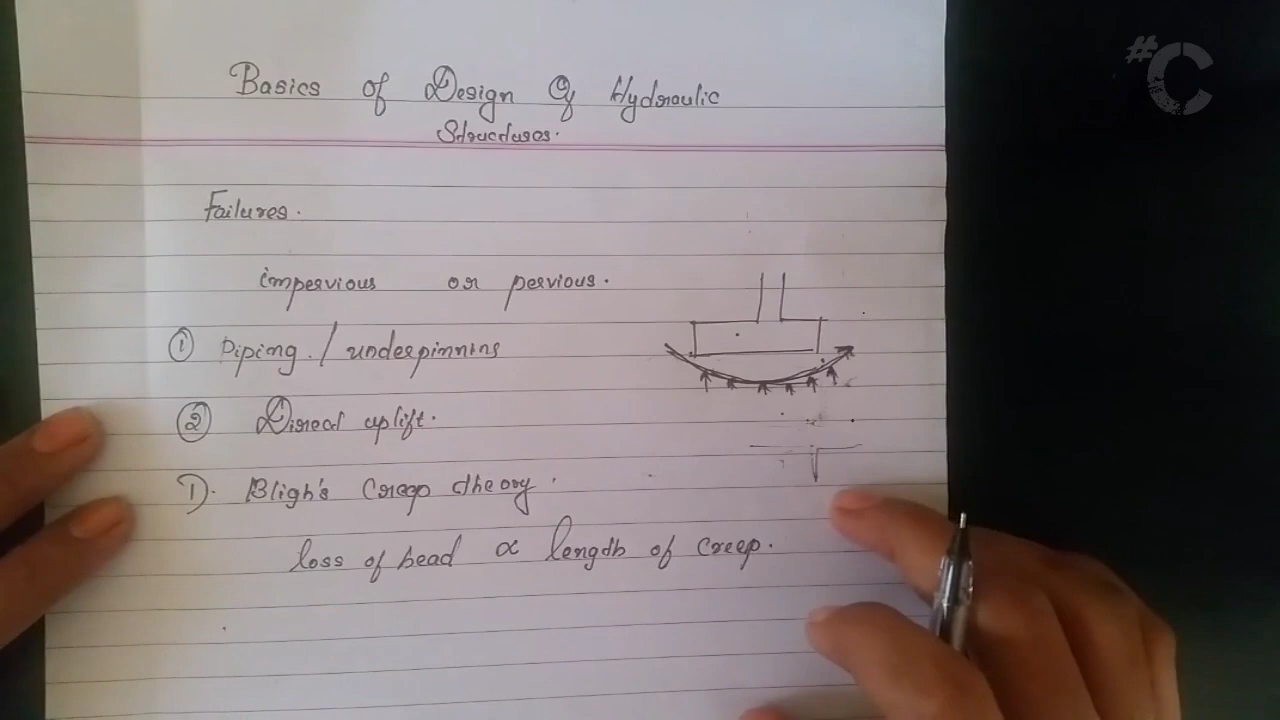 #C
Basics of Design Of Hydraulic
Structures.
Failures.
impervious or pervious.
① Piping / underpinning
② Direct uplift.
1). Bligh's Creep theory.
loss of head ∝ length of creep.